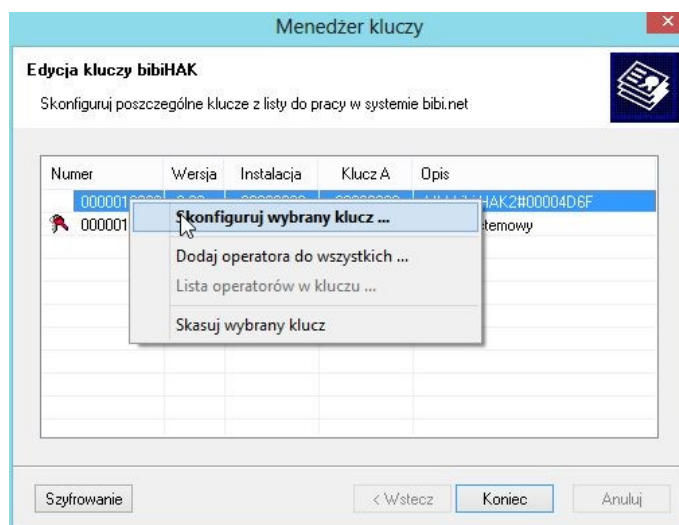 Menedżer kluczy
Edycja kluczy bibiHAK
Skonfiguruj poszczególne klucze z listy do pracy w systemie bibi.net
Numer Wersja Instalacja Klucz A Opis
HAK2#00004D6F
000001
Skonfiguruj wybrany klucz ...
Dodaj operatora do wszystkich ...
Lista operatorów w kluczu ...
Skasuj wybrany klucz
Szyfrowanie < Wstecz Koniec Anuluj